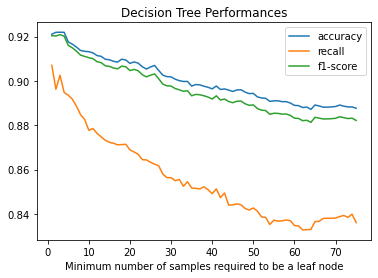 Decision Tree Performances
accuracy
recall
f1-score
0.92
0.90
0.88
0.86
0.84
0 10 20 30 40 50 60 70
Minimum number of samples required to be a leaf node